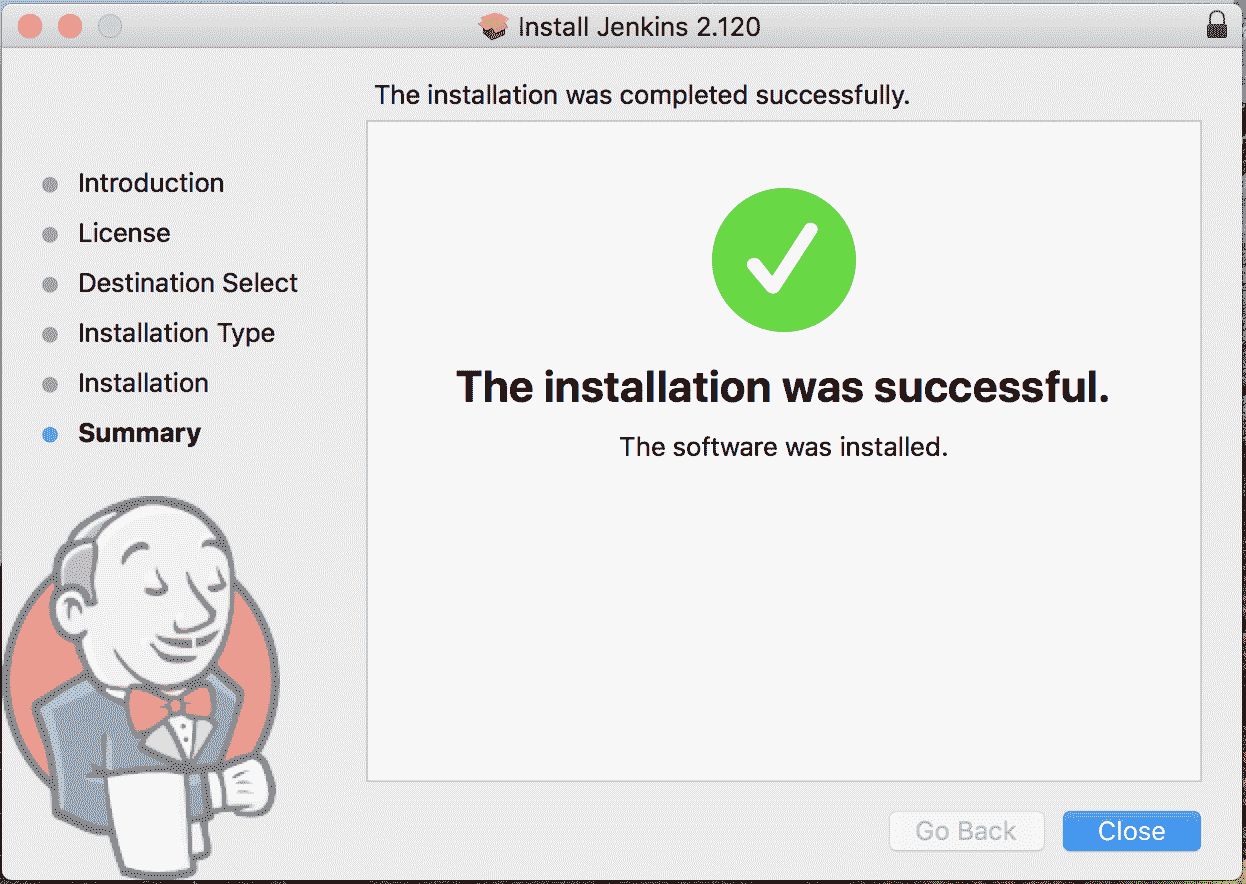 Install Jenkins 2.120
The installation was completed successfully.
Introduction
License
Destination Select
Installation Type
Installation
Summary
The installation was successful.
The software was installed.
Go Back
Close